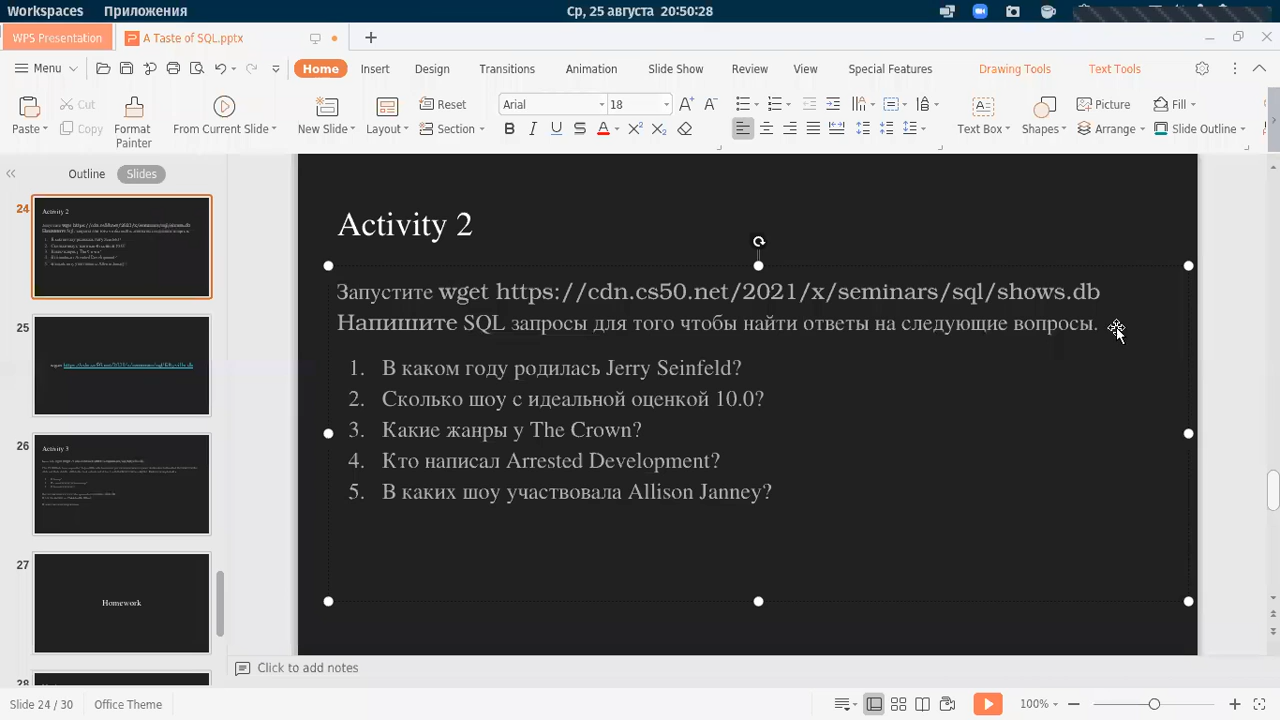 Workspaces Приложения Ср, 25 августа 20:50:28
WPS Presentation A Taste of SQL.pptx
Menu Home Insert Design Transitions Animation Slide Show Review View Special Features Drawing Tools Text Tools
Cut Reset Arial 18 Picture Fill
Paste Copy Format Painter From Current Slide New Slide Layout Section B I U S A X² X₂ Text Box Shapes Arrange Slide Outline
Outline Slides
24
Activity 2
25
26
Activity 3
27
Homework
28
Activity 2
Запустите wget https://cdn.cs50.net/2021/x/seminars/sql/shows.db
Напишите SQL запросы для того чтобы найти ответы на следующие вопросы.
1. В каком году родилась Jerry Seinfeld?
2. Сколько шоу с идеальной оценкой 10.0?
3. Какие жанры у The Crown?
4. Кто написал Arrested Development?
5. В каких шоу участвовала Allison Janney?
Click to add notes
Slide 24 / 30 Office Theme 100%